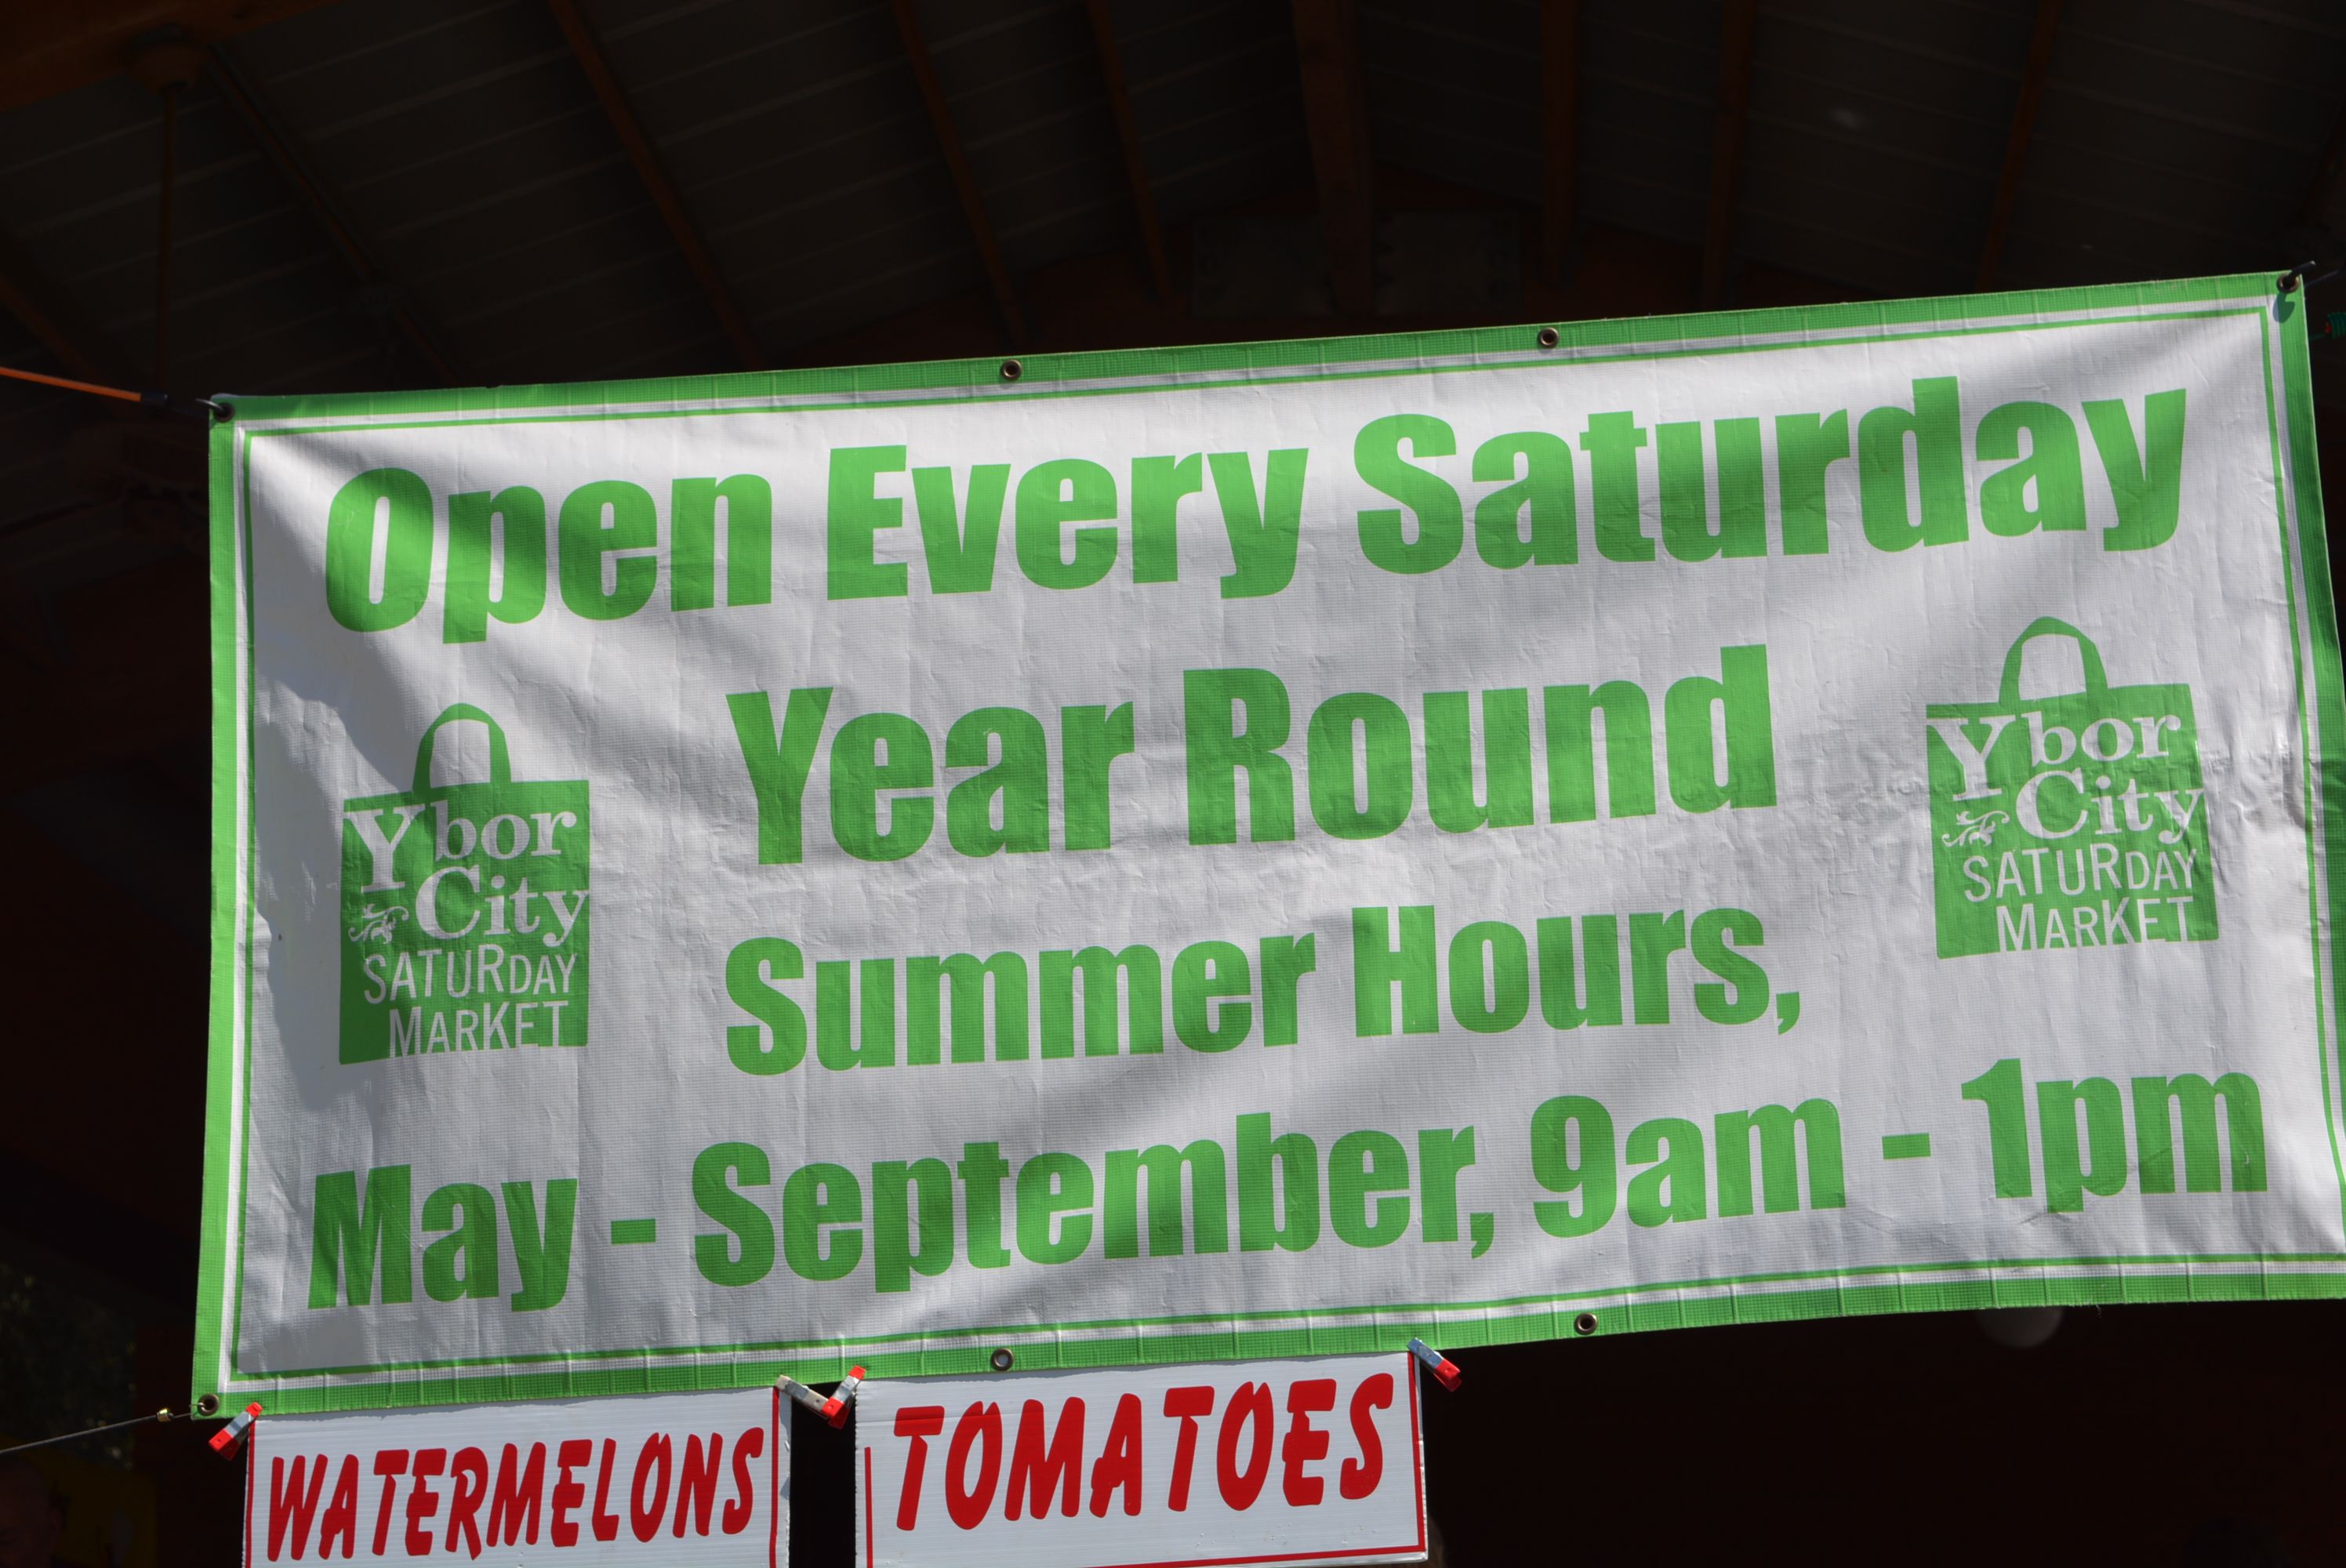 Open Every Saturday
Year Round
Summer Hours,
May - September, 9am - 1pm
Ybor
City
SATURDAY
MARKET
Ybor
City
SATURDAY
MARKET
WATERMELONS
TOMATOES